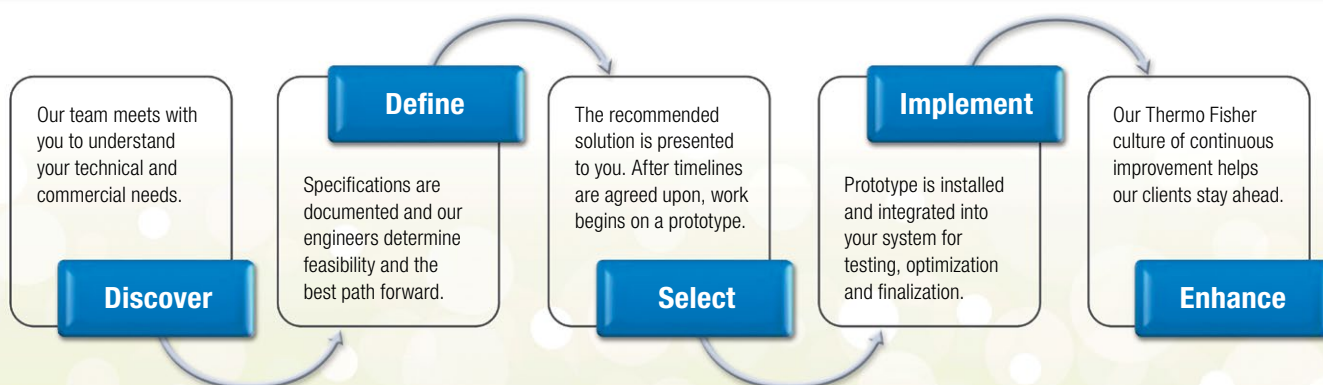 Our team meets with
you to understand
your technical and
commercial needs.
Discover
Define
Specifications are
documented and our
engineers determine
feasibility and the
best path forward.
The recommended
solution is presented
to you. After timelines
are agreed upon, work
begins on a prototype.
Select
Implement
Prototype is installed
and integrated into
your system for
testing, optimization
and finalization.
Our Thermo Fisher
culture of continuous
improvement helps
our clients stay ahead.
Enhance